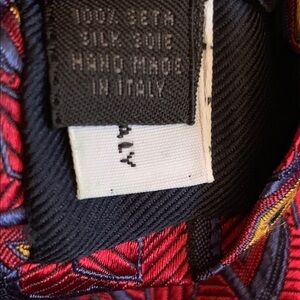 100% SETA
SILK SOIE
HAND MADE
IN ITALY
ALY